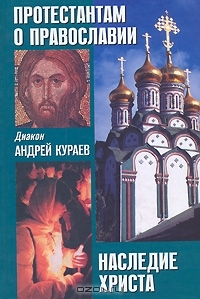 ПРОТЕСТАНТАМ
О ПРАВОСЛАВИИ
Диакон
АНДРЕЙ КУРАЕВ
НАСЛЕДИЕ
ХРИСТА